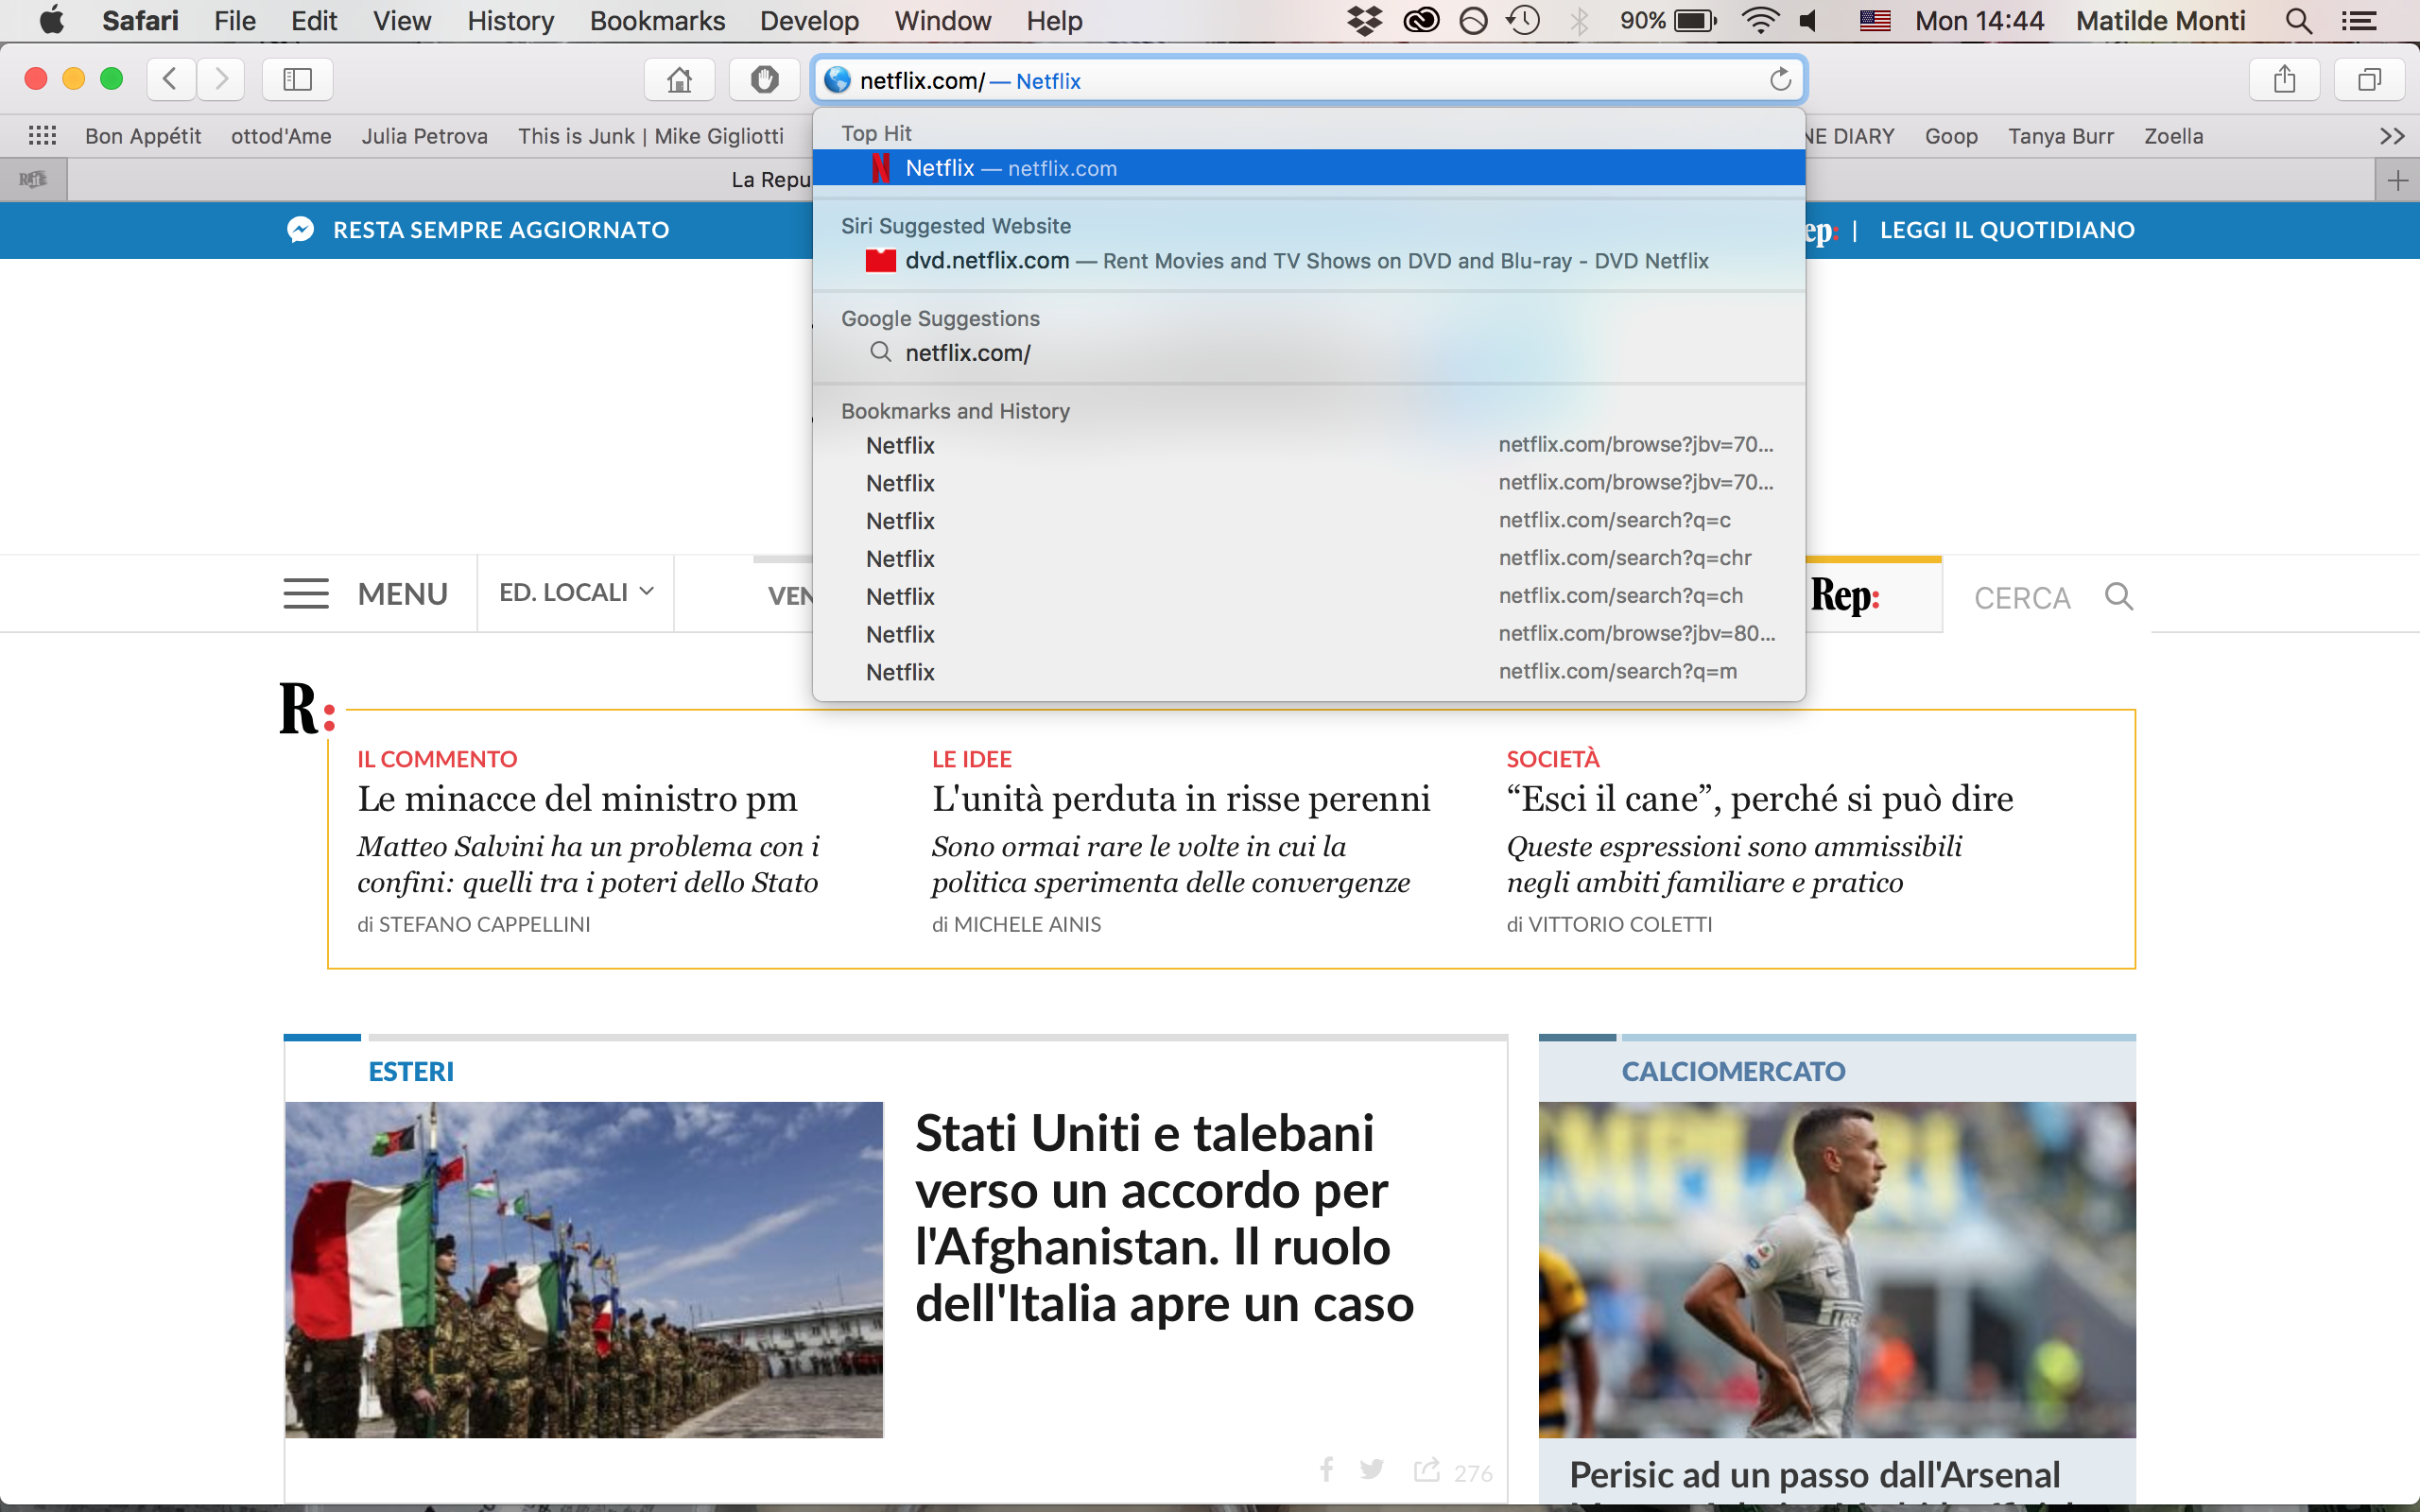 Safari File Edit View History Bookmarks Develop Window Help 90% Mon 14:44 Matilde Monti
netflix.com/ — Netflix
Bon Appétit ottod'Ame Julia Petrova This is Junk | Mike Gigliotti NE DIARY Goop Tanya Burr Zoella
La Repu
Top Hit
Netflix — netflix.com
Siri Suggested Website
dvd.netflix.com — Rent Movies and TV Shows on DVD and Blu-ray - DVD Netflix
Google Suggestions
netflix.com/
Bookmarks and History
Netflix netflix.com/browse?jbv=70...
Netflix netflix.com/browse?jbv=70...
Netflix netflix.com/search?q=c
Netflix netflix.com/search?q=chr
Netflix netflix.com/search?q=ch
Netflix netflix.com/browse?jbv=80...
Netflix netflix.com/search?q=m
RESTA SEMPRE AGGIORNATO ep: | LEGGI IL QUOTIDIANO
MENU ED. LOCALI VEN Rep: CERCA
R:
IL COMMENTO
Le minacce del ministro pm
Matteo Salvini ha un problema con i
confini: quelli tra i poteri dello Stato
di STEFANO CAPPELLINI
LE IDEE
L'unità perduta in risse perenni
Sono ormai rare le volte in cui la
politica sperimenta delle convergenze
di MICHELE AINIS
SOCIETÀ
“Esci il cane”, perché si può dire
Queste espressioni sono ammissibili
negli ambiti familiare e pratico
di VITTORIO COLETTI
ESTERI
Stati Uniti e talebani
verso un accordo per
l'Afghanistan. Il ruolo
dell'Italia apre un caso
276
CALCIOMERCATO
Perisic ad un passo dall'Arsenal